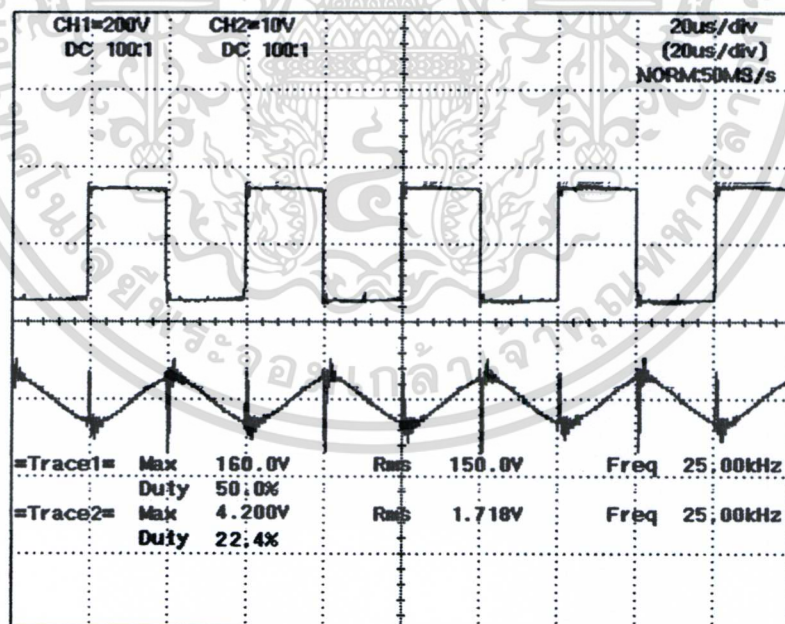 CH1=200V CH2=10V 20us/div
DC 100:1 DC 100:1 (20us/div)
NORM:50MS/s
=Trace1= Max 160.0V Rms 150.0V Freq 25.00kHz
Duty 50.0%
=Trace2= Max 4.200V Rms 1.718V Freq 25.00kHz
Duty 22.4%